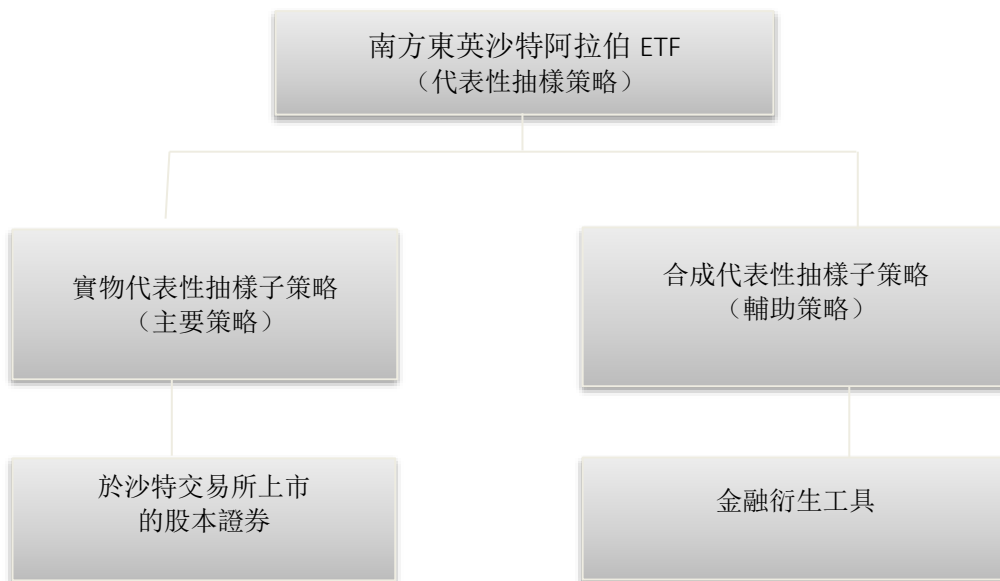 南方東英沙特阿拉伯 ETF
（代表性抽樣策略）
實物代表性抽樣子策略
（主要策略）
合成代表性抽樣子策略
（輔助策略）
於沙特交易所上市
的股本證券
金融衍生工具